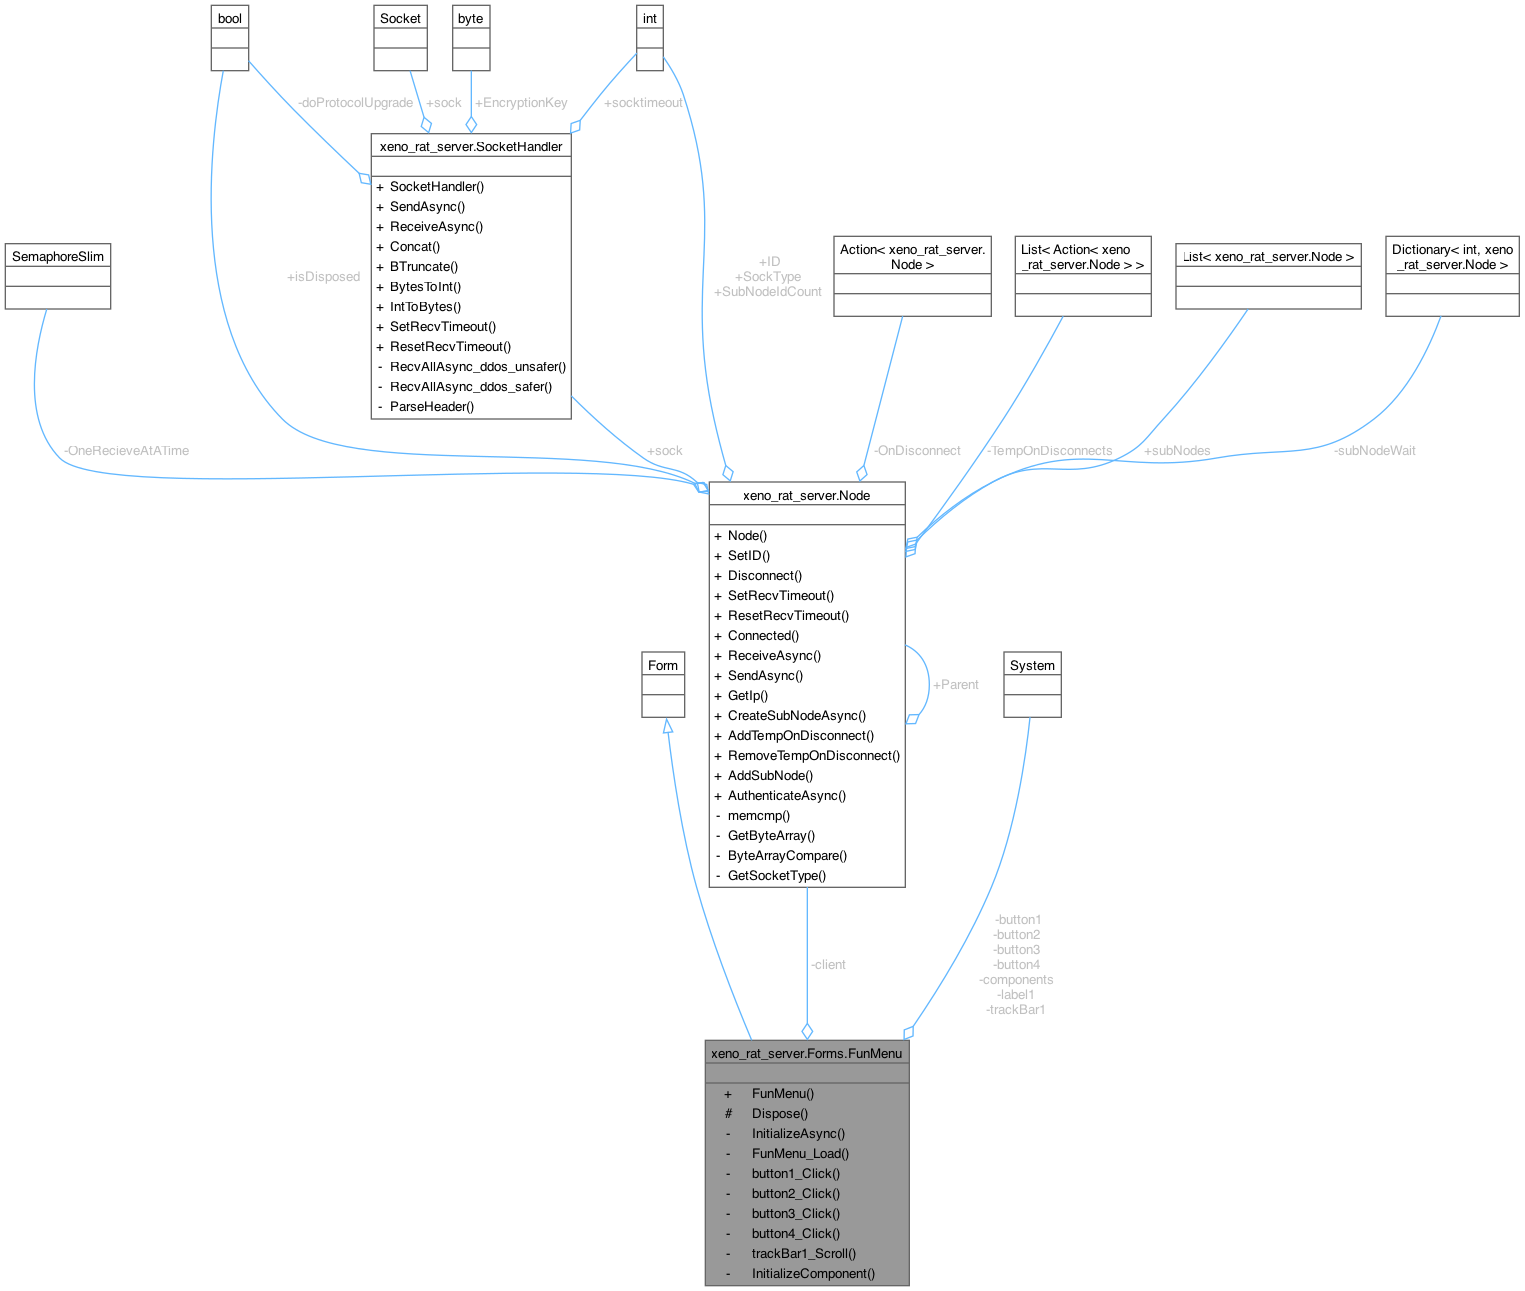 bool
Socket
byte
int
-doProtocolUpgrade
+sock
+EncryptionKey
+socktimeout
xeno_rat_server.SocketHandler
+ SocketHandler()
+ SendAsync()
+ ReceiveAsync()
+ Concat()
+ BTruncate()
+ BytesToInt()
+ IntToBytes()
+ SetRecvTimeout()
+ ResetRecvTimeout()
- RecvAllAsync_ddos_unsafer()
- RecvAllAsync_ddos_safer()
- ParseHeader()
SemaphoreSlim
+isDisposed
+ID
+SockType
+SubNodeIdCount
Action< xeno_rat_server.
Node >
List< Action< xeno
_rat_server.Node > >
List< xeno_rat_server.Node >
Dictionary< int, xeno
_rat_server.Node >
-OneRecieveAtATime
+sock
-OnDisconnect
-TempOnDisconnects
+subNodes
-subNodeWait
xeno_rat_server.Node
+ Node()
+ SetID()
+ Disconnect()
+ SetRecvTimeout()
+ ResetRecvTimeout()
+ Connected()
+ ReceiveAsync()
+ SendAsync()
+ GetIp()
+ CreateSubNodeAsync()
+ AddTempOnDisconnect()
+ RemoveTempOnDisconnect()
+ AddSubNode()
+ AuthenticateAsync()
- memcmp()
- GetByteArray()
- ByteArrayCompare()
- GetSocketType()
+Parent
Form
System
-client
-button1
-button2
-button3
-button4
-components
-label1
-trackBar1
xeno_rat_server.Forms.FunMenu
+ FunMenu()
# Dispose()
- InitializeAsync()
- FunMenu_Load()
- button1_Click()
- button2_Click()
- button3_Click()
- button4_Click()
- trackBar1_Scroll()
- InitializeComponent()